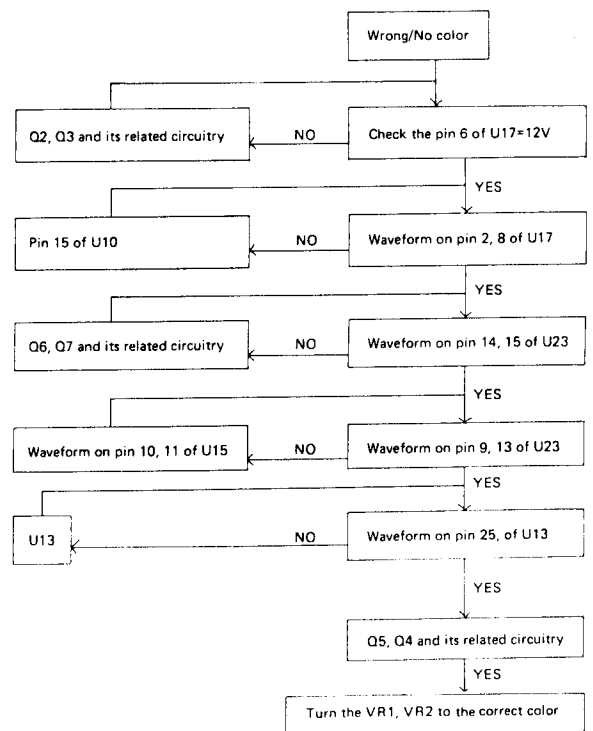 Wrong/No color
Q2, Q3 and its related circuitry
NO
Check the pin 6 of U17=12V
YES
Pin 15 of U10
NO
Waveform on pin 2, 8 of U17
YES
Q6, Q7 and its related circuitry
NO
Waveform on pin 14, 15 of U23
YES
Waveform on pin 10, 11 of U15
NO
Waveform on pin 9, 13 of U23
YES
U13
NO
Waveform on pin 25, of U13
YES
Q5, Q4 and its related circuitry
YES
Turn the VR1, VR2 to the correct color